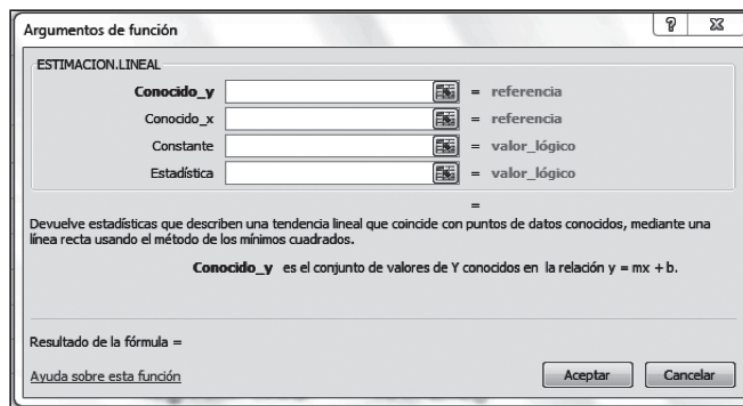 Argumentos de función
ESTIMACION.LINEAL
Conocido_y = referencia
Conocido_x = referencia
Constante = valor_lógico
Estadística = valor_lógico
=
Devuelve estadísticas que describen una tendencia lineal que coincide con puntos de datos conocidos, mediante una
línea recta usando el método de los mínimos cuadrados.
Conocido_y es el conjunto de valores de Y conocidos en la relación y = mx + b.
Resultado de la fórmula =
Ayuda sobre esta función
Aceptar
Cancelar